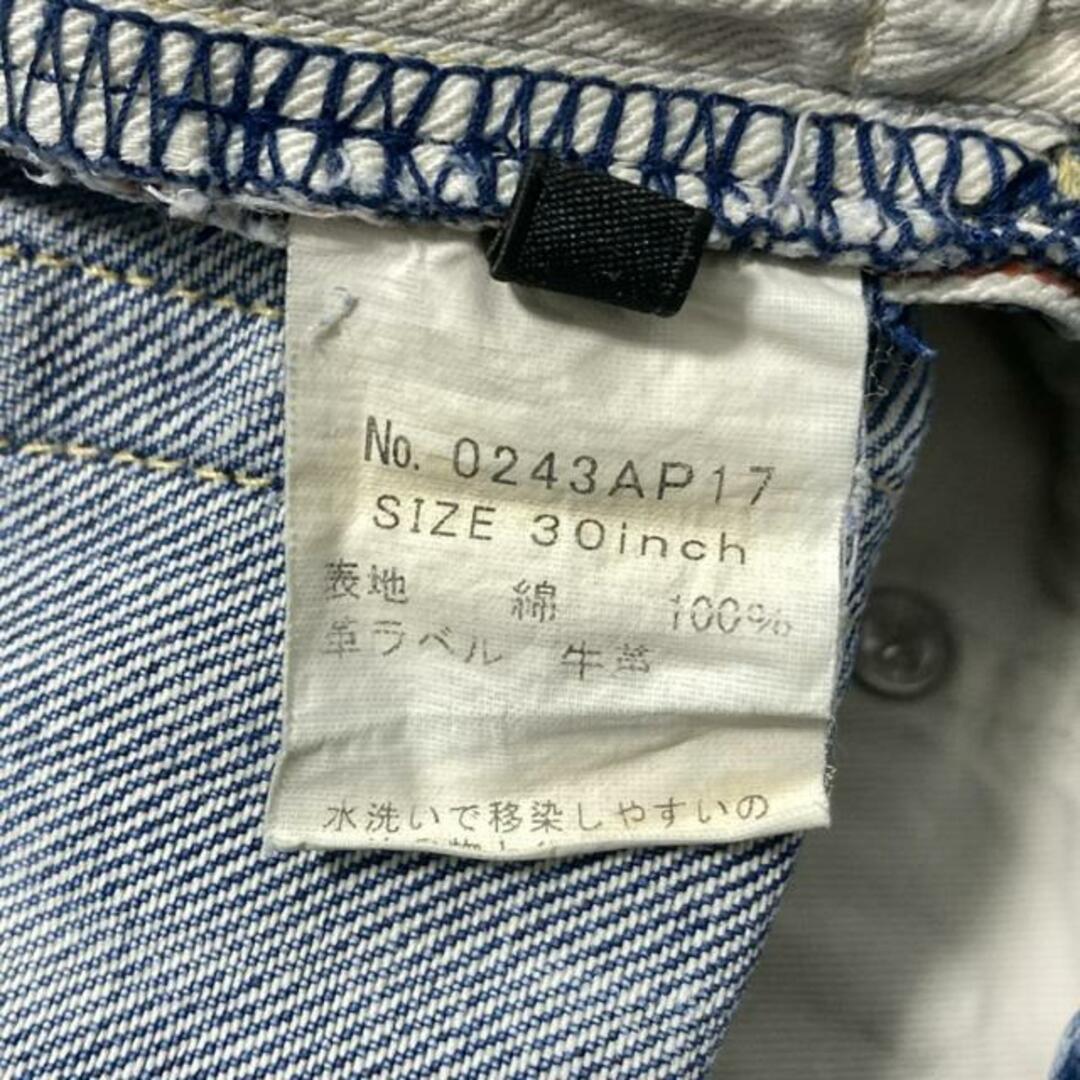 No. 0243AP17
SIZE 30inch
表地 綿 100%
革ラベル 牛革
水洗いで移染しやすいの